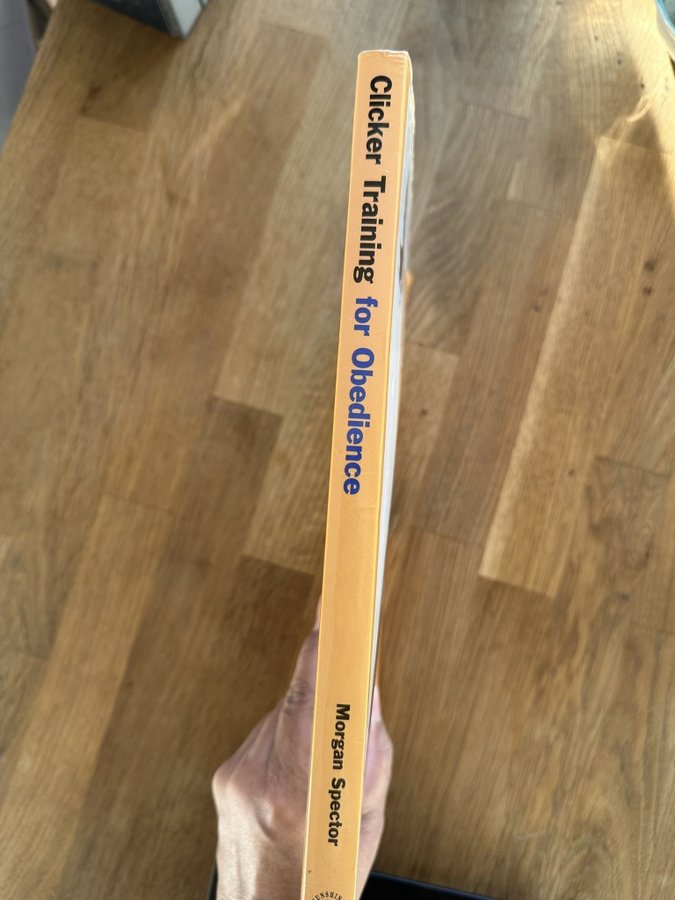 Clicker Training for Obedience
Morgan Spector